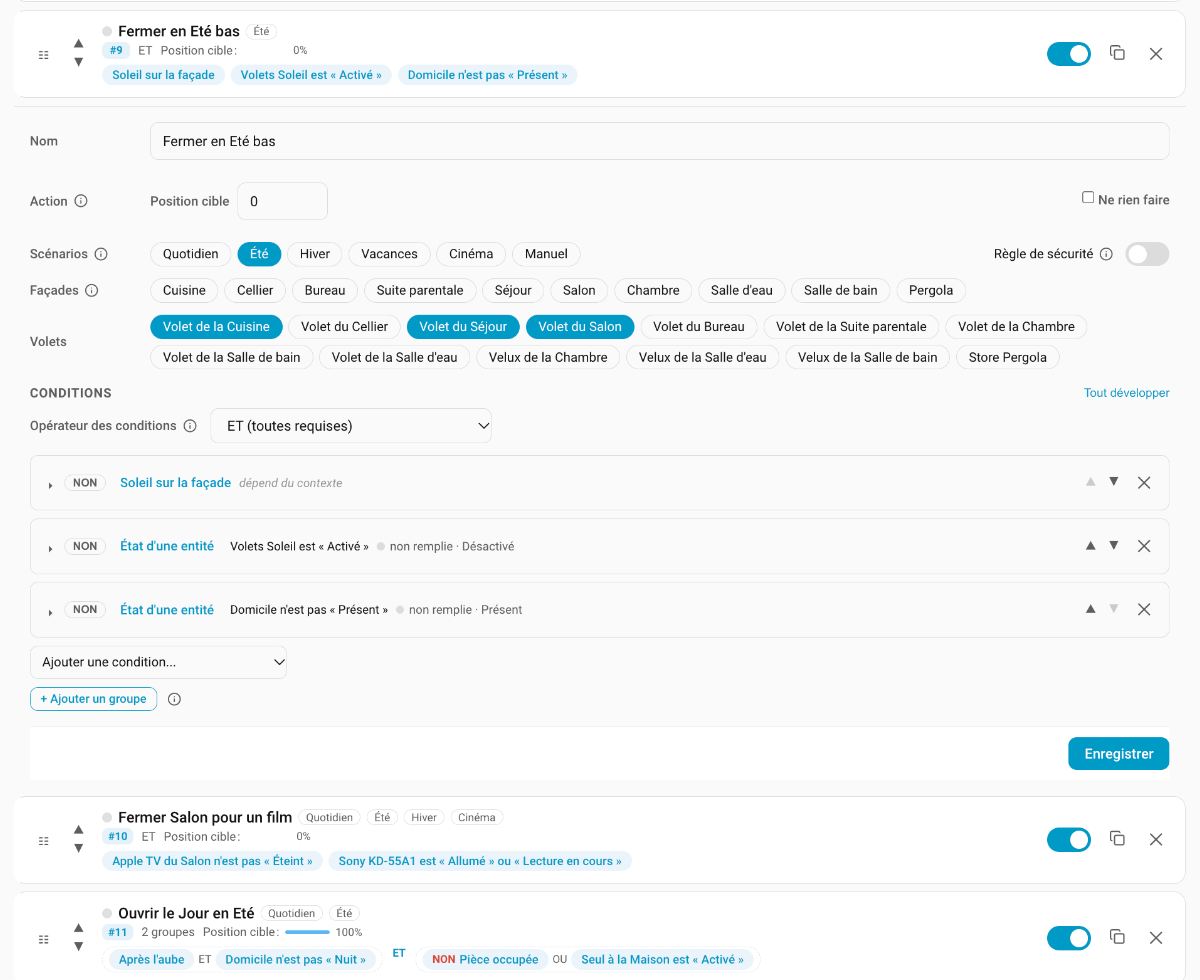 Fermer en Eté bas Été
#9 ET Position cible: 0%
Soleil sur la façade Volets Soleil est « Activé » Domicile n'est pas « Présent »
Nom Fermer en Eté bas
Action Position cible 0 Ne rien faire
Scénarios Quotidien Été Hiver Vacances Cinéma Manuel Règle de sécurité
Façades Cuisine Cellier Bureau Suite parentale Séjour Salon Chambre Salle d'eau Salle de bain Pergola
Volets
Volet de la Cuisine Volet du Cellier Volet du Séjour Volet du Salon Volet du Bureau Volet de la Suite parentale Volet de la Chambre
Volet de la Salle de bain Volet de la Salle d'eau Velux de la Chambre Velux de la Salle d'eau Velux de la Salle de bain Store Pergola
CONDITIONS Tout développer
Opérateur des conditions ET (toutes requises)
NON Soleil sur la façade dépend du contexte
NON État d'une entité Volets Soleil est « Activé » non remplie · Désactivé
NON État d'une entité Domicile n'est pas « Présent » non remplie · Présent
Ajouter une condition...
+ Ajouter un groupe
Enregistrer
Fermer Salon pour un film Quotidien Été Hiver Cinéma
#10 ET Position cible: 0%
Apple TV du Salon n'est pas « Éteint » Sony KD-55A1 est « Allumé » ou « Lecture en cours »
Ouvrir le Jour en Eté Quotidien Été
#11 2 groupes Position cible: 100%
Après l'aube ET Domicile n'est pas « Nuit » ET NON Pièce occupée OU Seul à la Maison est « Activé »